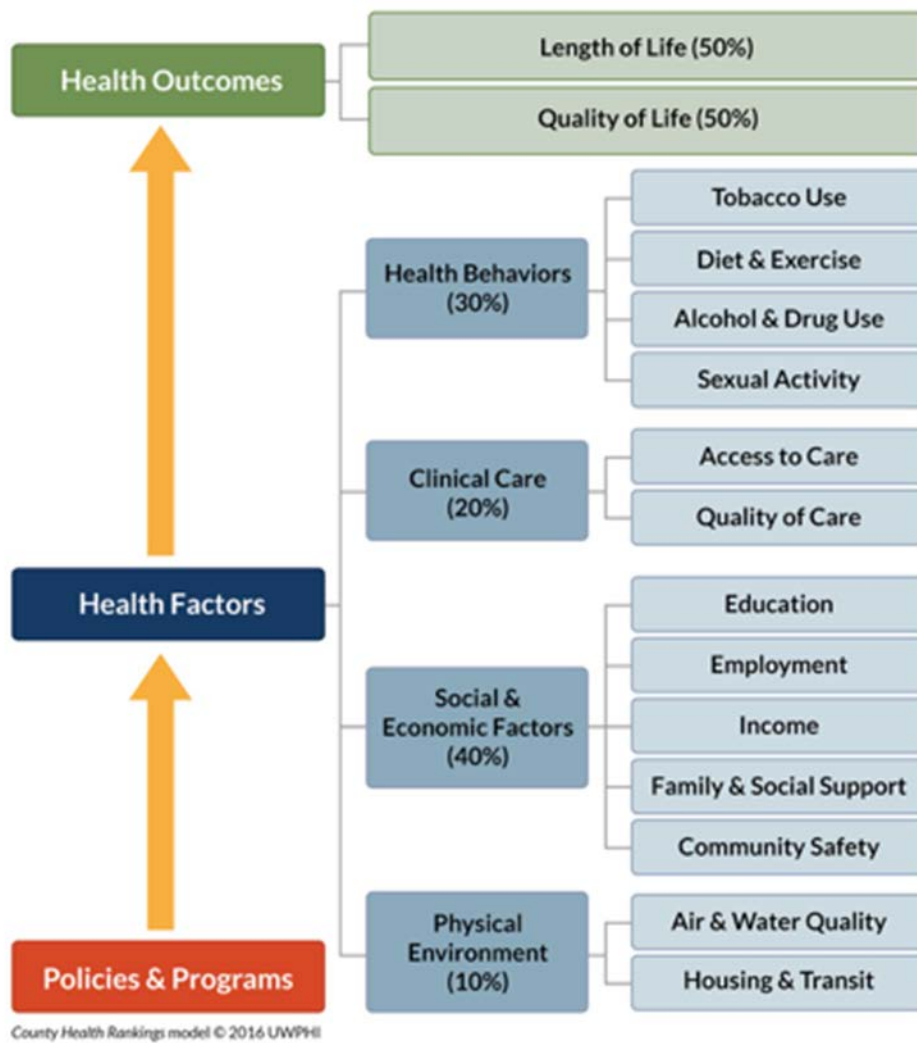 Health Outcomes
Length of Life (50%)
Quality of Life (50%)
Health Factors
Health Behaviors
(30%)
Tobacco Use
Diet & Exercise
Alcohol & Drug Use
Sexual Activity
Clinical Care
(20%)
Access to Care
Quality of Care
Social &
Economic Factors
(40%)
Education
Employment
Income
Family & Social Support
Community Safety
Physical
Environment
(10%)
Air & Water Quality
Housing & Transit
Policies & Programs
County Health Rankings model © 2016 UWPHI